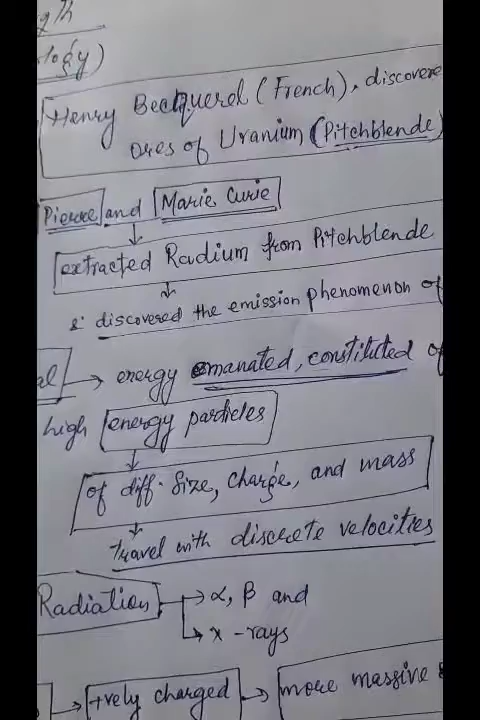 ology)
Henry Becquerel (French), discovere
ores of Uranium (Pitchblende)
Pierre and Marie Curie
extracted Radium from Pitchblende
& discovered the emission phenomenon of
al → energy emanated, constituted of
high energy particles
of diff. Size, charge, and mass
travel with discrete velocities
Radiation → α, β and
→ x-rays
→ +vely charged → more massive